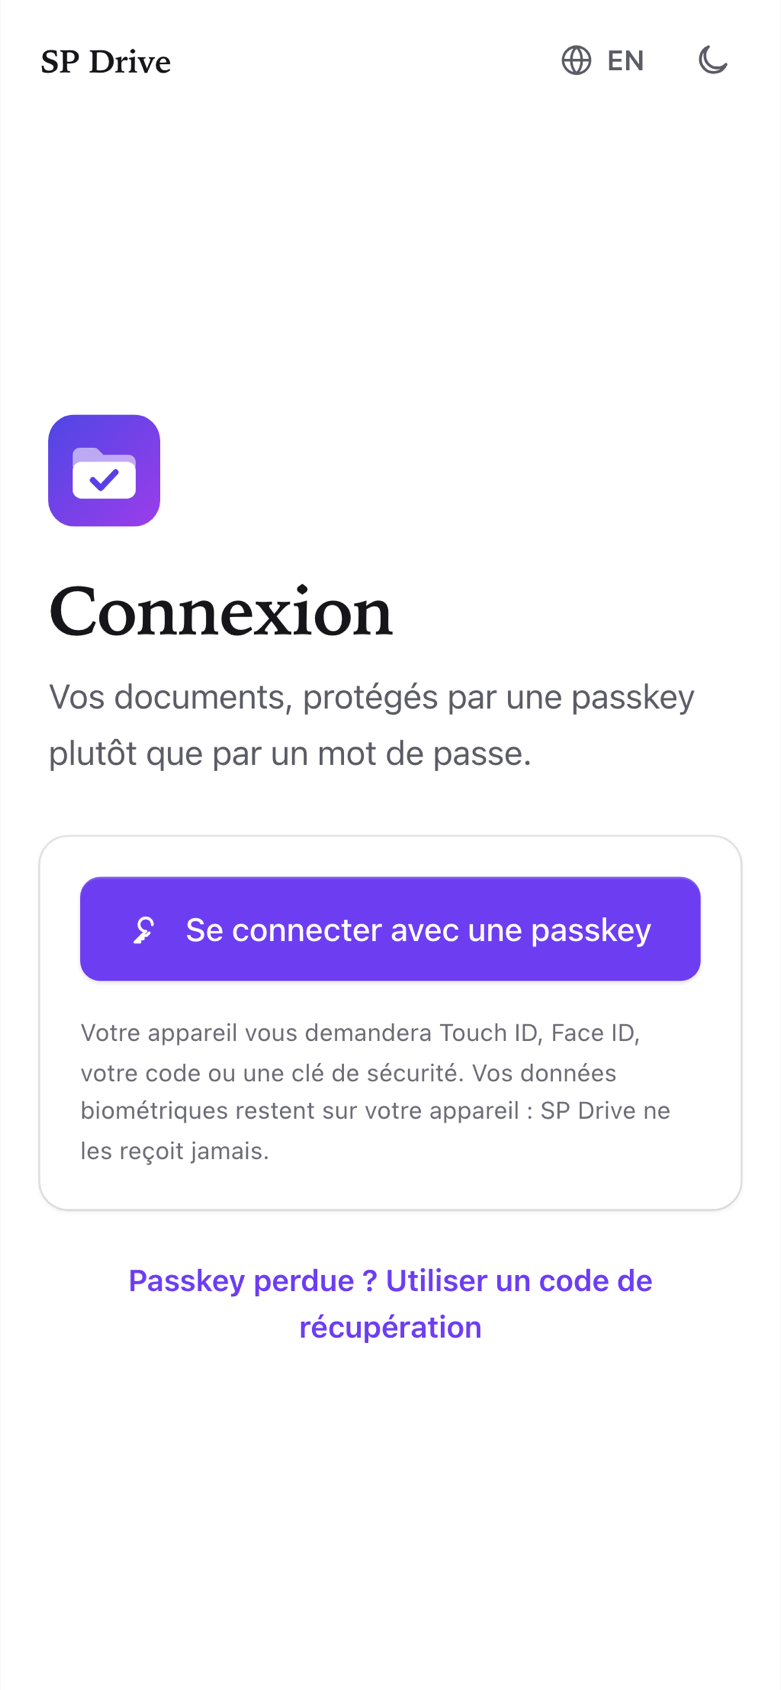 SP Drive
EN
Connexion
Vos documents, protégés par une passkey
plutôt que par un mot de passe.
Se connecter avec une passkey
Votre appareil vous demandera Touch ID, Face ID,
votre code ou une clé de sécurité. Vos données
biométriques restent sur votre appareil : SP Drive ne
les reçoit jamais.
Passkey perdue ? Utiliser un code de
récupération